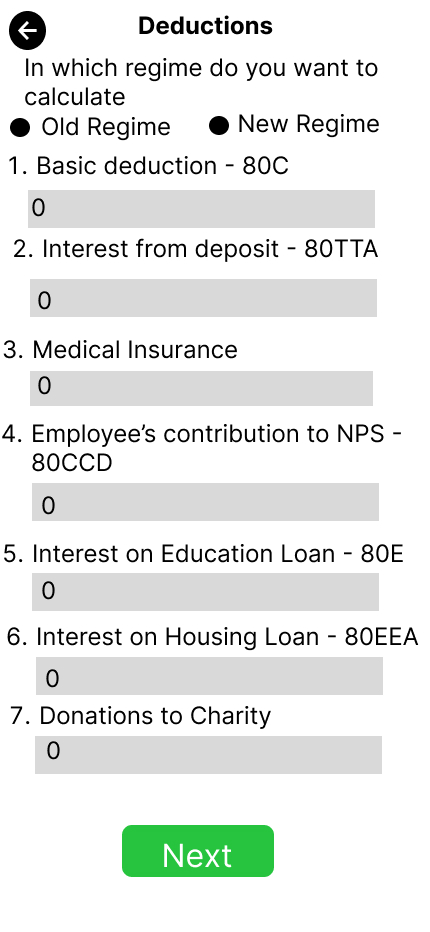 Deductions
In which regime do you want to
calculate
Old Regime New Regime
1. Basic deduction - 80C
0
2. Interest from deposit - 80TTA
0
3. Medical Insurance
0
4. Employee’s contribution to NPS -
80CCD
0
5. Interest on Education Loan - 80E
0
6. Interest on Housing Loan - 80EEA
0
7. Donations to Charity
0
Next